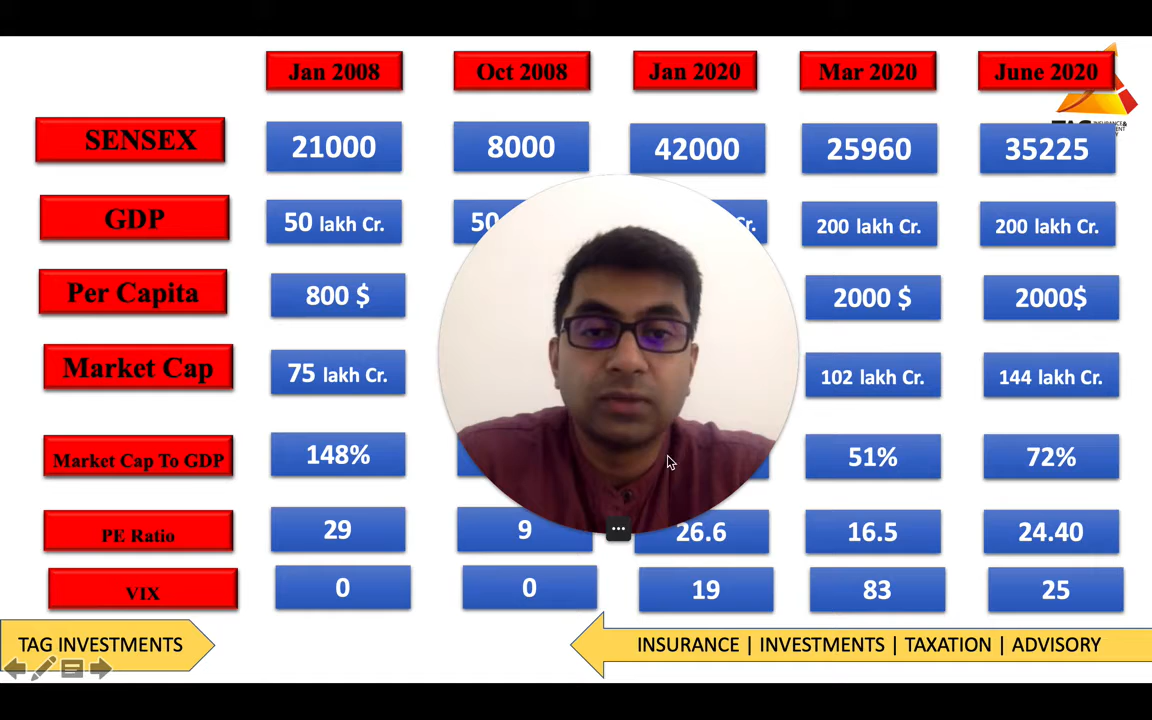 Jan 2008 Oct 2008 Jan 2020 Mar 2020 June 2020
SENSEX 21000 8000 42000 25960 35225
GDP 50 lakh Cr. 50 Cr. 200 lakh Cr. 200 lakh Cr.
Per Capita 800 $ 2000 $ 2000$
Market Cap 75 lakh Cr. 102 lakh Cr. 144 lakh Cr.
Market Cap To GDP 148% 51% 72%
PE Ratio 29 9 26.6 16.5 24.40
VIX 0 0 19 83 25
TAG INVESTMENTS INSURANCE | INVESTMENTS | TAXATION | ADVISORY